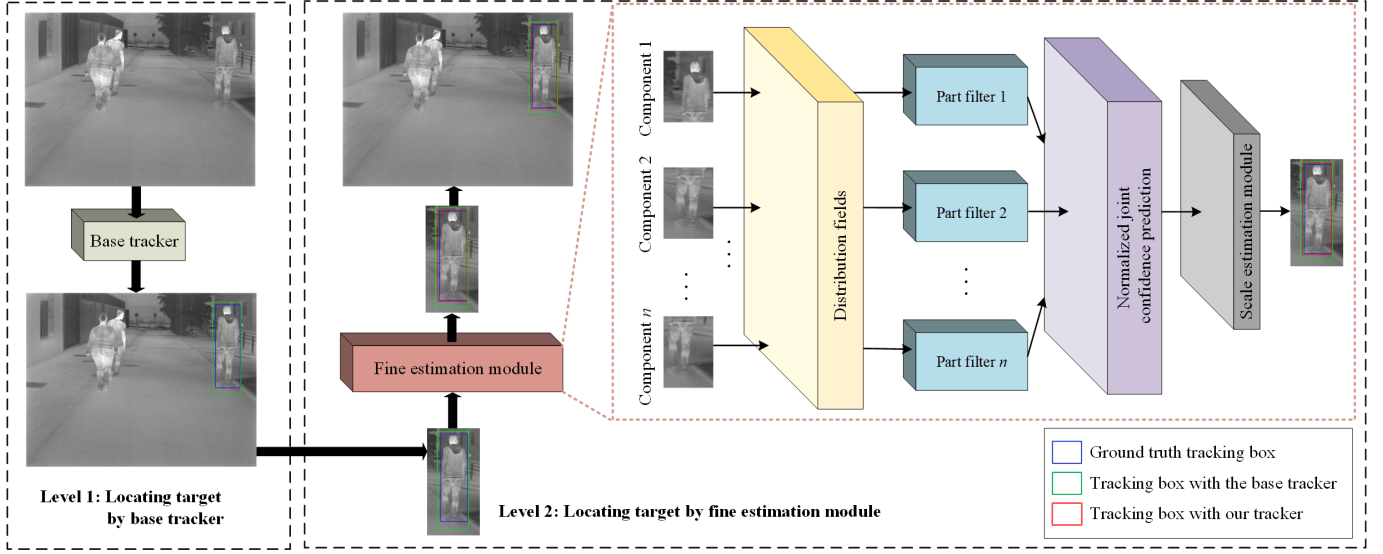 Base tracker
Level 1: Locating target
by base tracker
Fine estimation module
Level 2: Locating target by fine estimation module
Component 1
Component 2
...
...
Component n
Distribution fields
Part filter 1
Part filter 2
...
Part filter n
Normalized joint
confidence prediction
Scale estimation module
Ground truth tracking box
Tracking box with the base tracker
Tracking box with our tracker